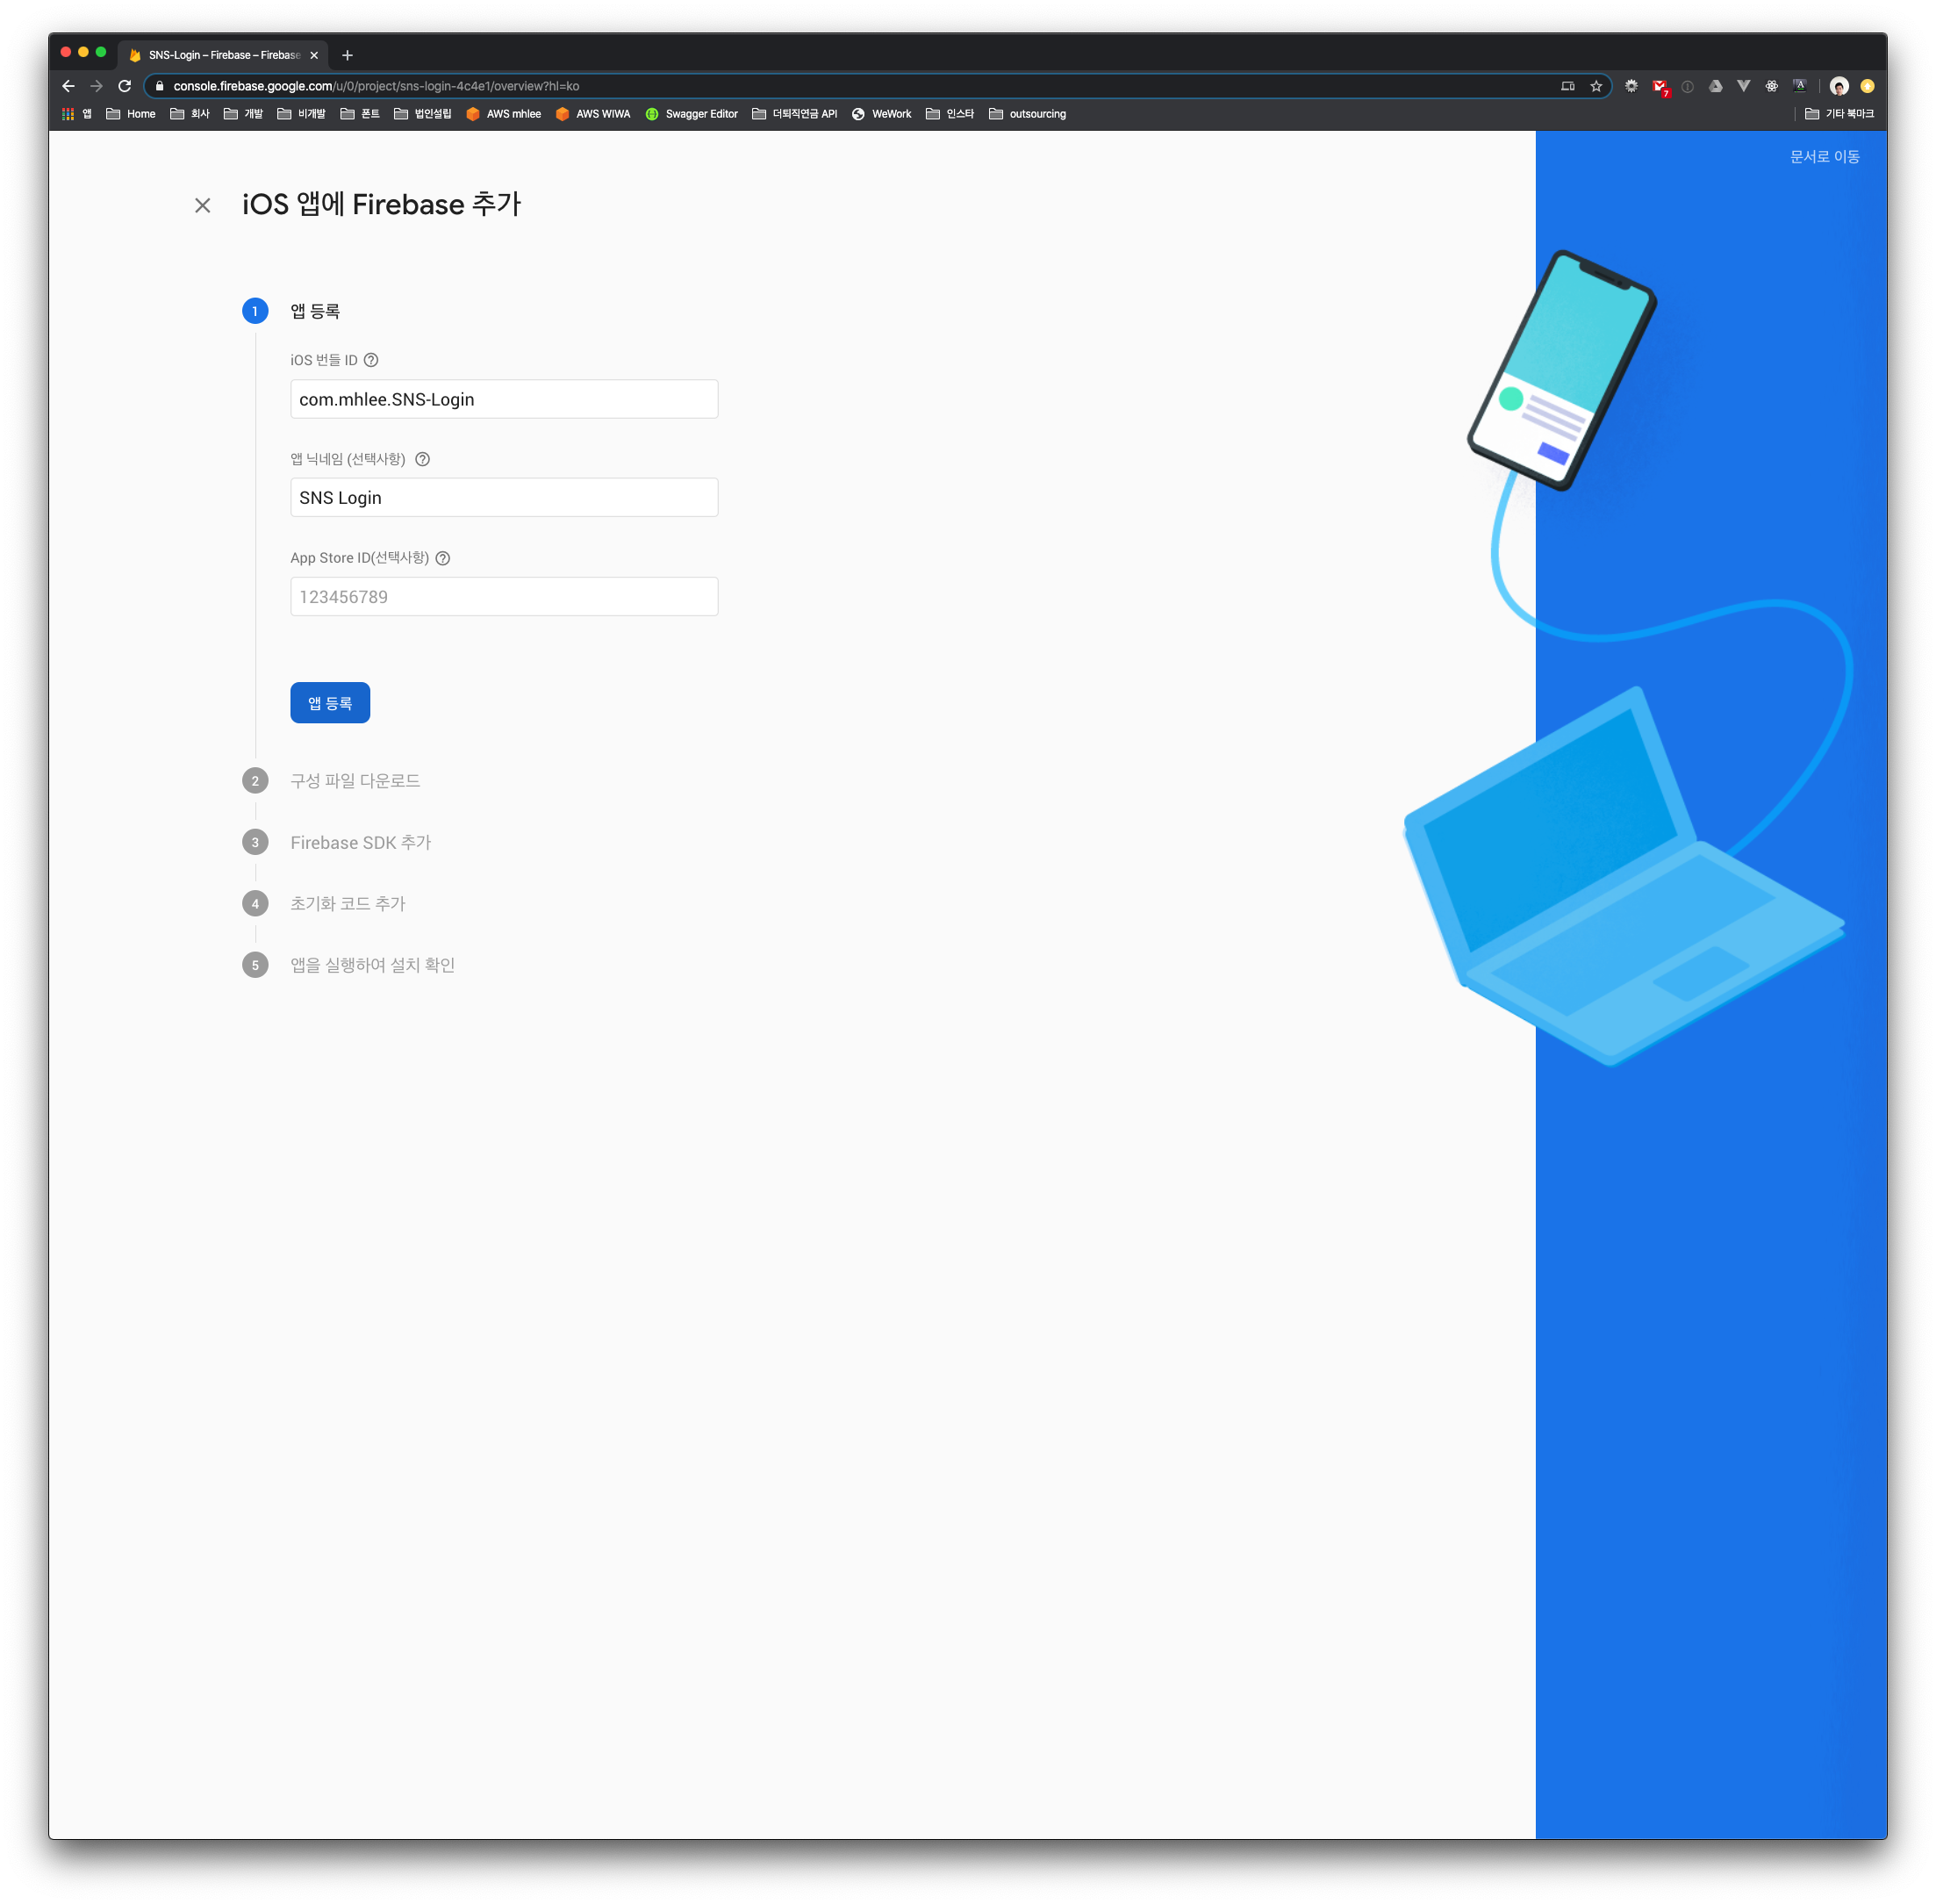 SNS-Login – Firebase – Firebase
console.firebase.google.com/u/0/project/sns-login-4c4e1/overview?hl=ko
7
앱 Home 회사 개발 비개발 폰트 법인설립 AWS mhlee AWS WIWA Swagger Editor 더퇴직연금 API WeWork 인스타 outsourcing 기타 북마크
문서로 이동
iOS 앱에 Firebase 추가
1 앱 등록
iOS 번들 ID
com.mhlee.SNS-Login
앱 닉네임 (선택사항)
SNS Login
App Store ID(선택사항)
123456789
앱 등록
2 구성 파일 다운로드
3 Firebase SDK 추가
4 초기화 코드 추가
5 앱을 실행하여 설치 확인